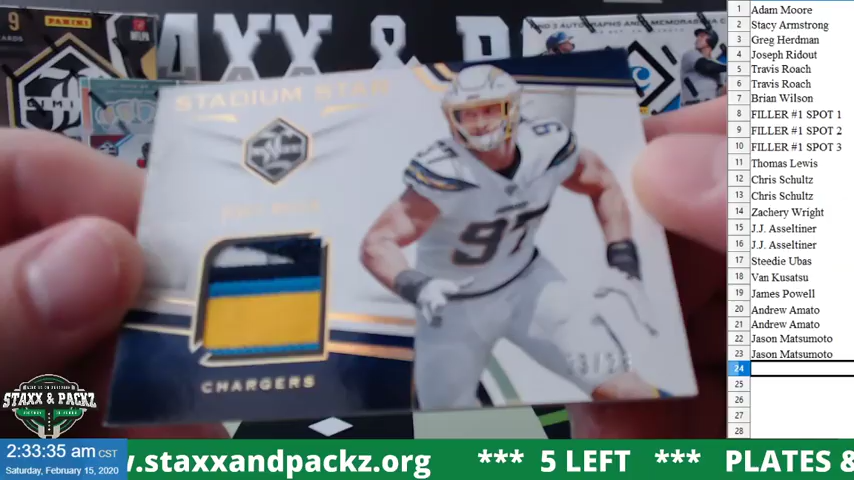 AXX & P
9
PANINI
STADIUM STAR
97
97
CHARGERS
1 Adam Moore
2 Stacy Armstrong
3 Greg Herdman
4 Joseph Ridout
5 Travis Roach
6 Travis Roach
7 Brian Wilson
8 FILLER #1 SPOT 1
9 FILLER #1 SPOT 2
10 FILLER #1 SPOT 3
11 Thomas Lewis
12 Chris Schultz
13 Chris Schultz
14 Zachery Wright
15 J.J. Asseltiner
16 J.J. Asseltiner
17 Steedie Ubas
18 Van Kusatsu
19 James Powell
20 Andrew Amato
21 Andrew Amato
22 Jason Matsumoto
23 Jason Matsumoto
24
25
26
27
28
STAXX & PACKZ
2:33:35 am CST
Saturday, February 15, 2020
w.staxxandpackz.org *** 5 LEFT *** PLATES &